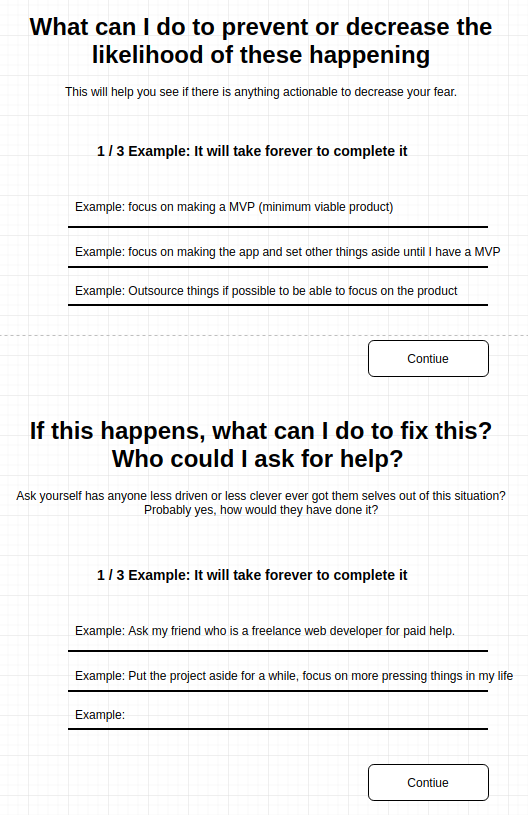 What can I do to prevent or decrease the
likelihood of these happening
This will help you see if there is anything actionable to decrease your fear.
1 / 3 Example: It will take forever to complete it
Example: focus on making a MVP (minimum viable product)
Example: focus on making the app and set other things aside until I have a MVP
Example: Outsource things if possible to be able to focus on the product
Contiue
If this happens, what can I do to fix this?
Who could I ask for help?
Ask yourself has anyone less driven or less clever ever got them selves out of this situation?
Probably yes, how would they have done it?
1 / 3 Example: It will take forever to complete it
Example: Ask my friend who is a freelance web developer for paid help.
Example: Put the project aside for a while, focus on more pressing things in my life
Example:
Contiue